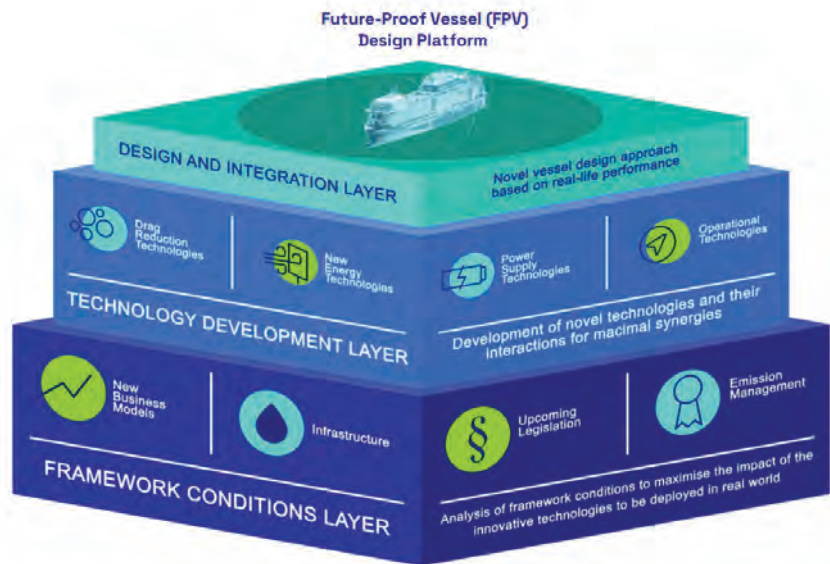 Future-Proof Vessel (FPV)
Design Platform
DESIGN AND INTEGRATION LAYER
Novel vessel design approach
based on real-life performance
Drag
Reduction
Technologies
New
Energy
Technologies
Power
Supply
Technologies
Operational
Technologies
TECHNOLOGY DEVELOPMENT LAYER
Development of novel technologies and their
interactions for macimal synergies
New
Business
Models
Infrastructure
§
Upcoming
Legislation
Emission
Management
FRAMEWORK CONDITIONS LAYER
Analysis of framework conditions to maximise the impact of the
innovative technologies to be deployed in real world